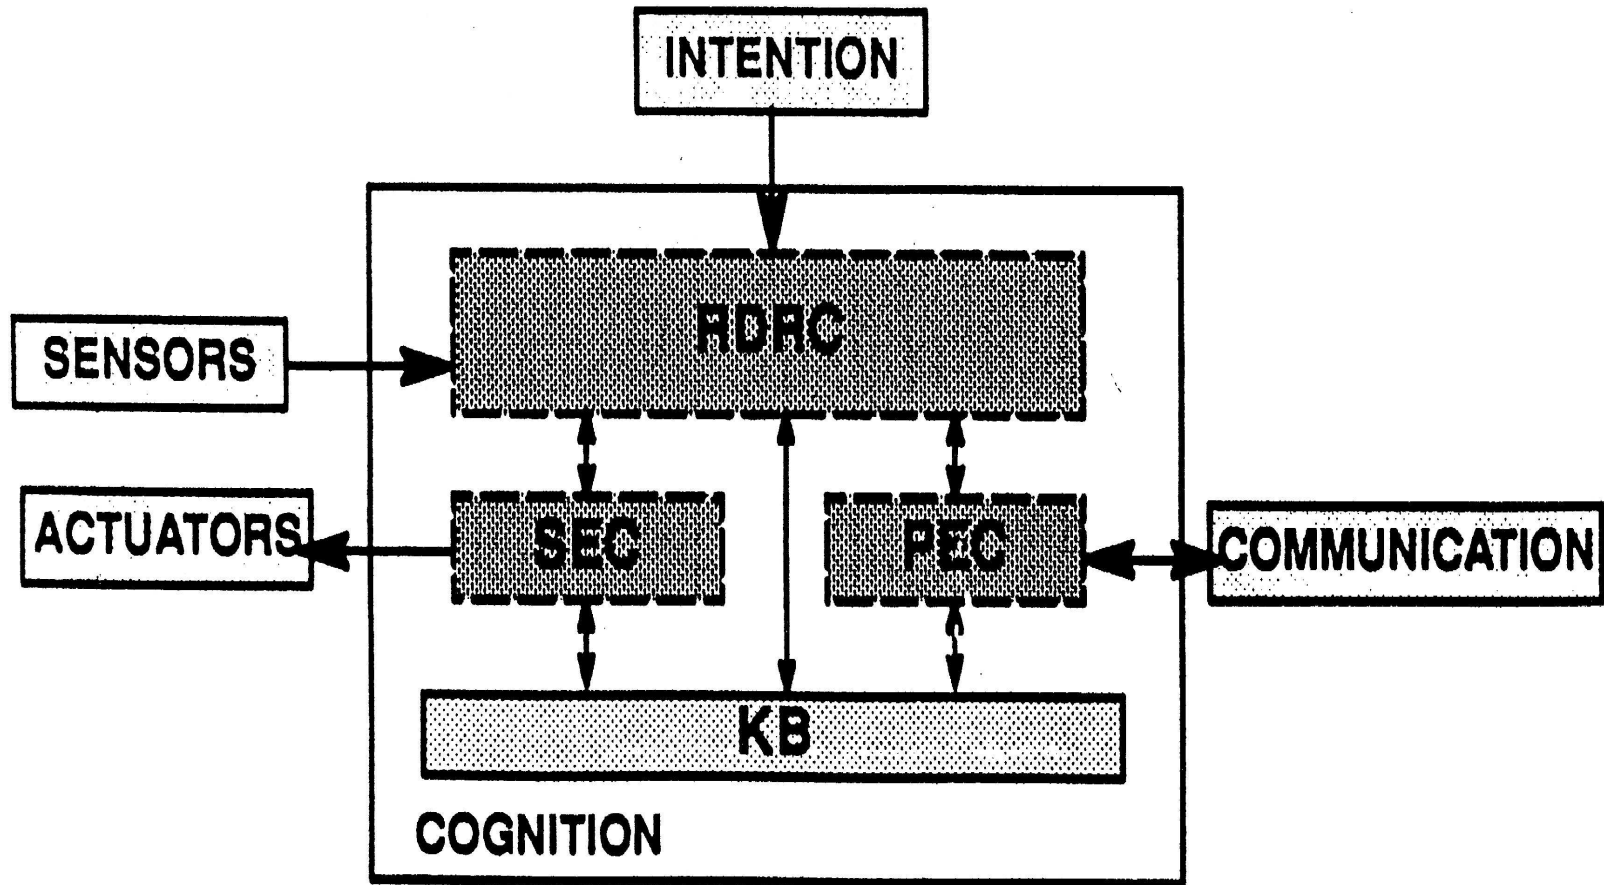 INTENTION
RDRC
SENSORS
ACTUATORS
SEC
PEC
COMMUNICATION
KB
COGNITION